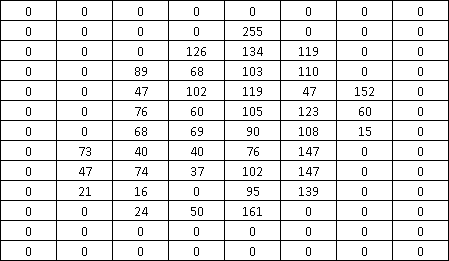 0 0 0 0 0 0 0 0
0 0 0 0 255 0 0 0
0 0 0 126 134 119 0 0
0 0 89 68 103 110 0 0
0 0 47 102 119 47 152 0
0 0 76 60 105 123 60 0
0 0 68 69 90 108 15 0
0 73 40 40 76 147 0 0
0 47 74 37 102 147 0 0
0 21 16 0 95 139 0 0
0 0 24 50 161 0 0 0
0 0 0 0 0 0 0 0
0 0 0 0 0 0 0 0